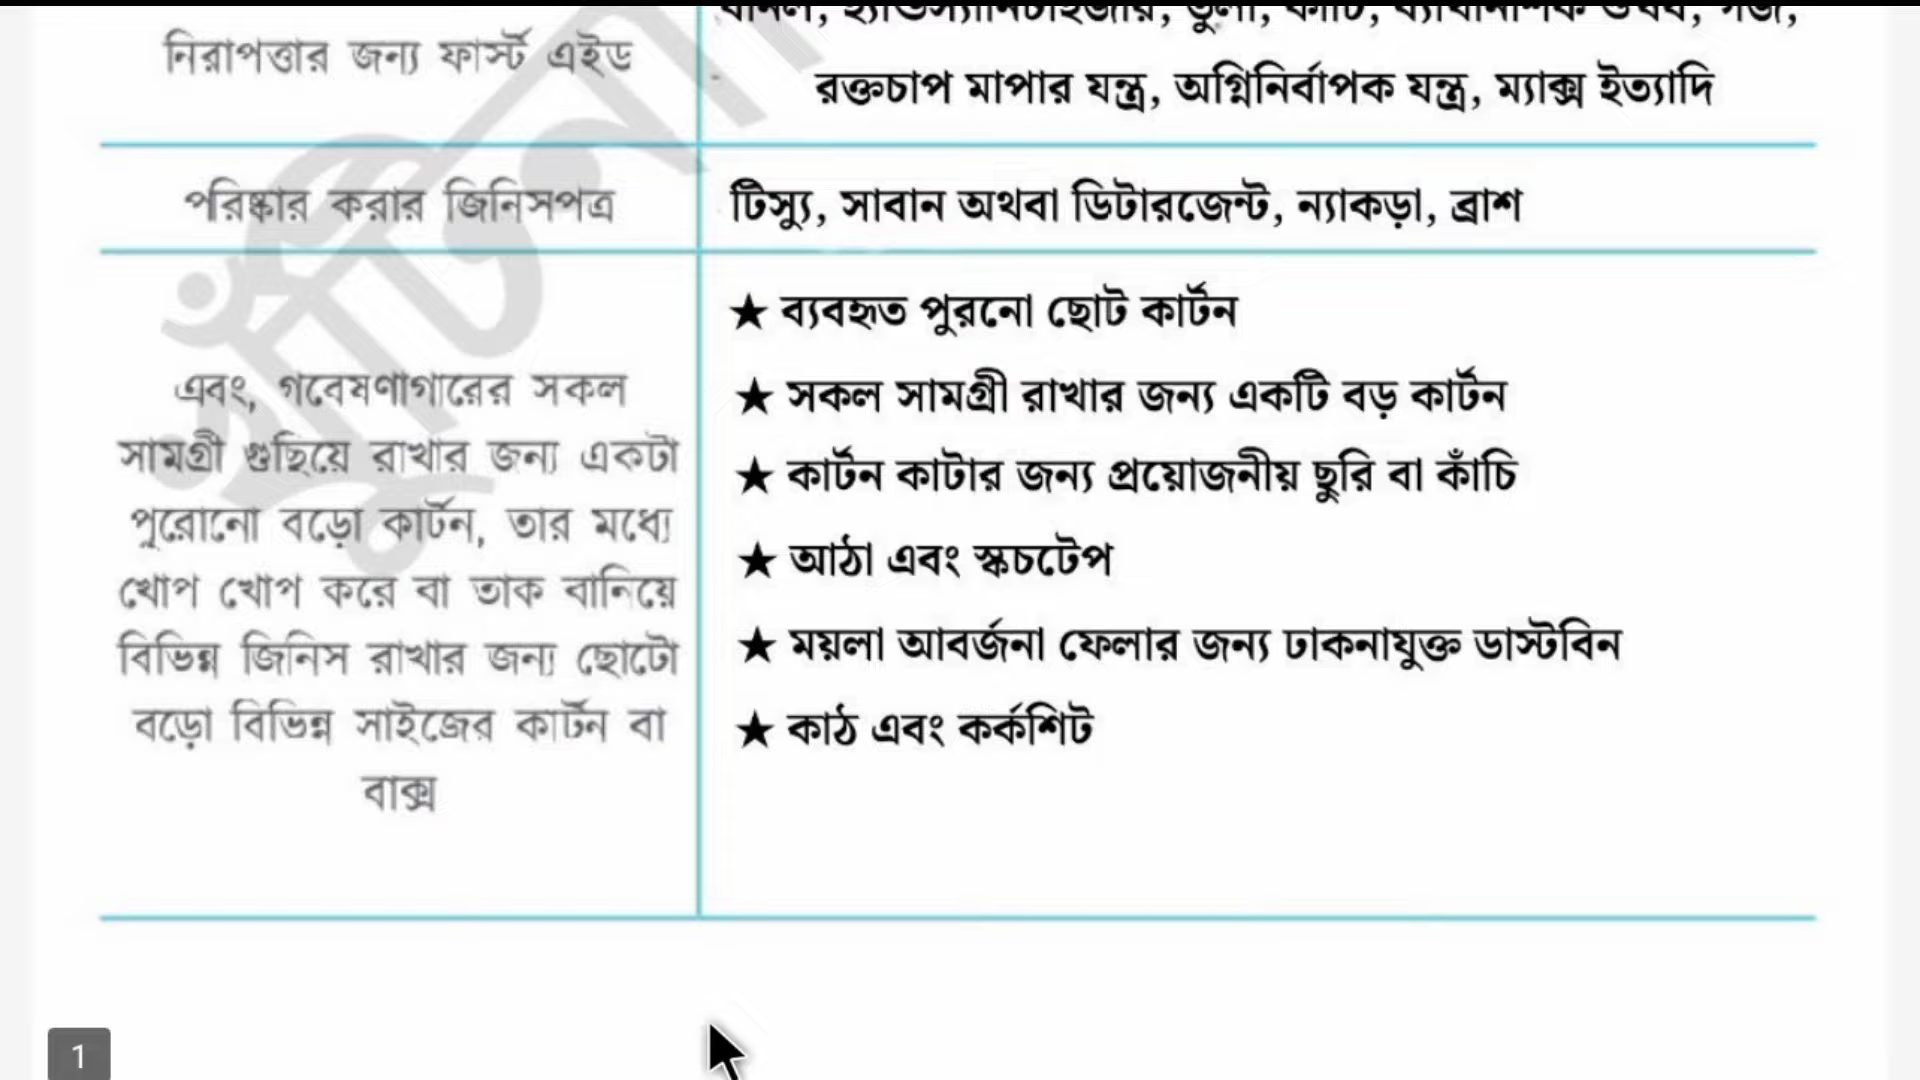 নিরাপত্তার জন্য ফার্স্ট এইড
রক্তচাপ মাপার যন্ত্র, অগ্নিনির্বাপক যন্ত্র, ম্যাক্স ইত্যাদি
পরিষ্কার করার জিনিসপত্র
টিস্যু, সাবান অথবা ডিটারজেন্ট, ন্যাকড়া, ব্রাশ
এবং, গবেষণাগারের সকল
সামগ্রী গুছিয়ে রাখার জন্য একটা
পুরোনো বড়ো কার্টন, তার মধ্যে
খোপ খোপ করে বা তাক বানিয়ে
বিভিন্ন জিনিস রাখার জন্য ছোটো
বড়ো বিভিন্ন সাইজের কার্টন বা
বাক্স
★ ব্যবহৃত পুরনো ছোট কার্টন
★ সকল সামগ্রী রাখার জন্য একটি বড় কার্টন
★ কার্টন কাটার জন্য প্রয়োজনীয় ছুরি বা কাঁচি
★ আঠা এবং স্কচটেপ
★ ময়লা আবর্জনা ফেলার জন্য ঢাকনাযুক্ত ডাস্টবিন
★ কাঠ এবং কর্কশিট
1